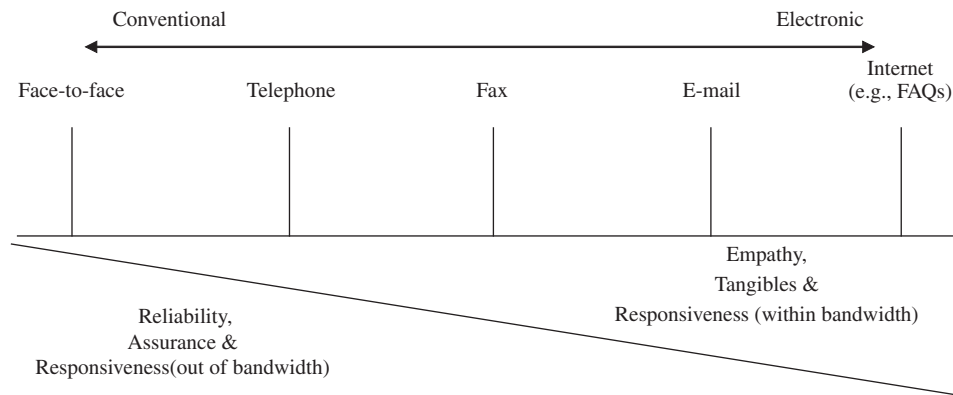 Conventional
Electronic
Face-to-face
Telephone
Fax
E-mail
Internet
(e.g., FAQs)
Empathy,
Tangibles &
Responsiveness (within bandwidth)
Reliability,
Assurance &
Responsiveness(out of bandwidth)